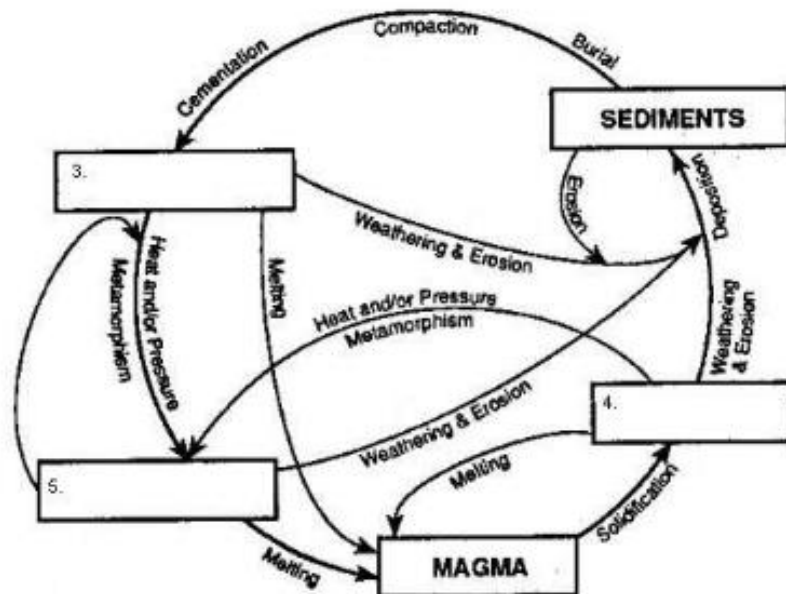 Compaction
Burial
Cementation
SEDIMENTS
3.
Erosion
Deposition
Weathering & Erosion
Heat and/or Pressure
Metamorphism
Melting
Heat and/or Pressure
Metamorphism
Weathering
& Erosion
4.
Weathering & Erosion
5.
Melting
Solidification
Melting
MAGMA